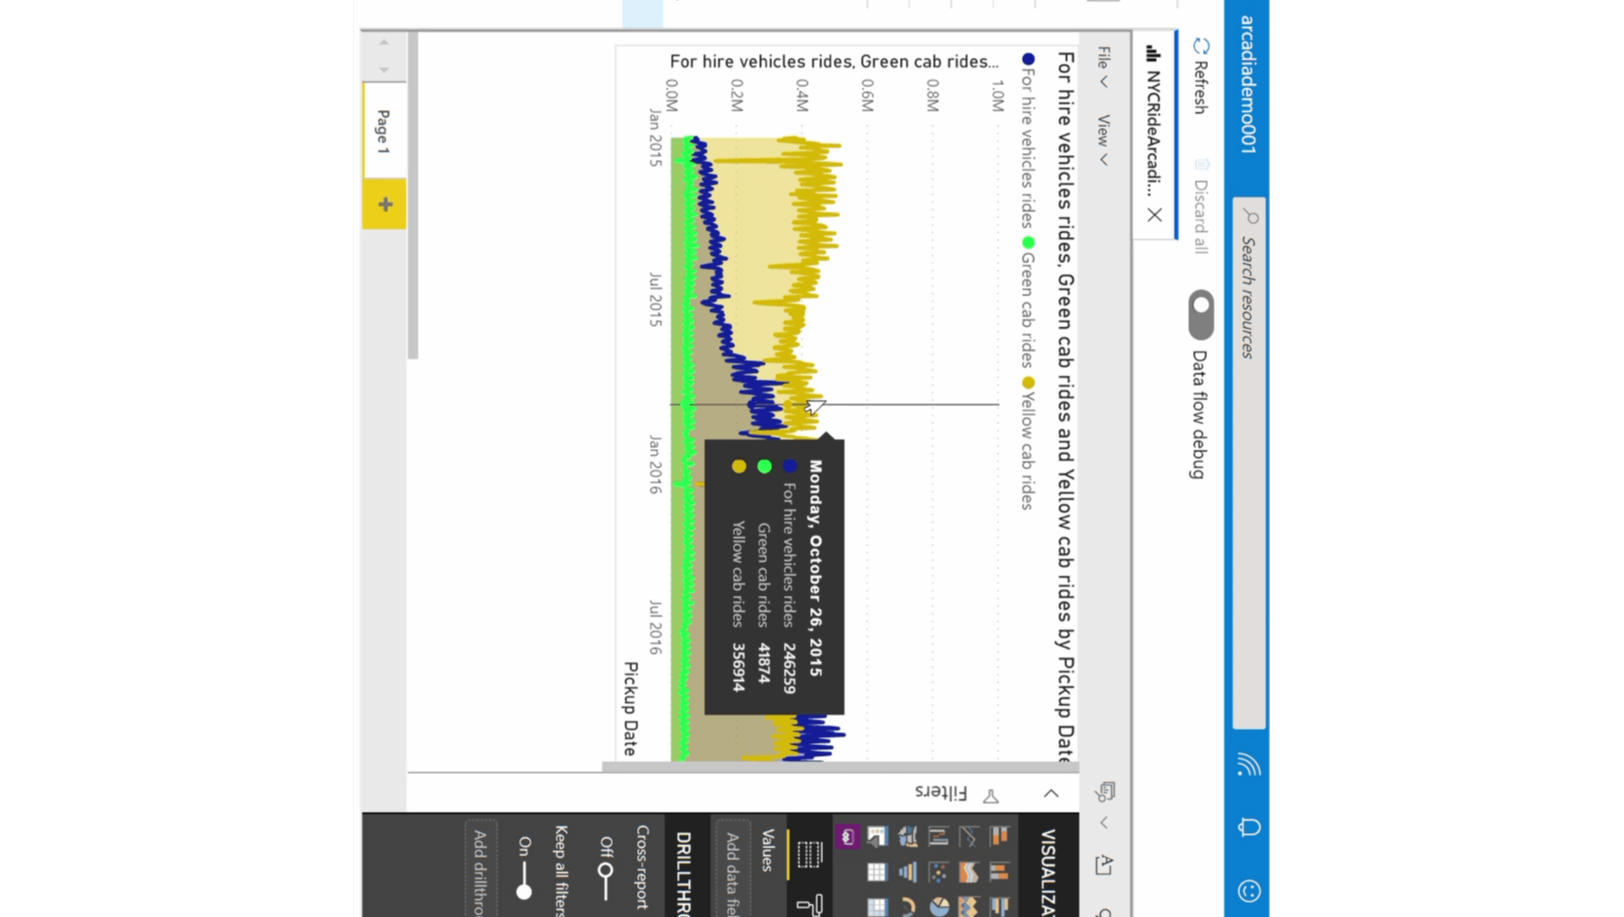 arcadiademo001
Search resources
Refresh
Discard all
Data flow debug
NYCRideArcadi...
File
View
For hire vehicles rides, Green cab rides and Yellow cab rides by Pickup Date
For hire vehicles rides
Green cab rides
Yellow cab rides
For hire vehicles rides, Green cab rides...
1.0M
0.8M
0.6M
0.4M
0.2M
0.0M
Jan 2015
Jul 2015
Jan 2016
Jul 2016
Pickup Date
Monday, October 26, 2015
For hire vehicles rides 246259
Green cab rides 41874
Yellow cab rides 356914
Filters
VISUALIZAT
Values
Add data fiel
DRILLTHRO
Cross-report
Off
Keep all filters
On
Add drillthro
Page 1